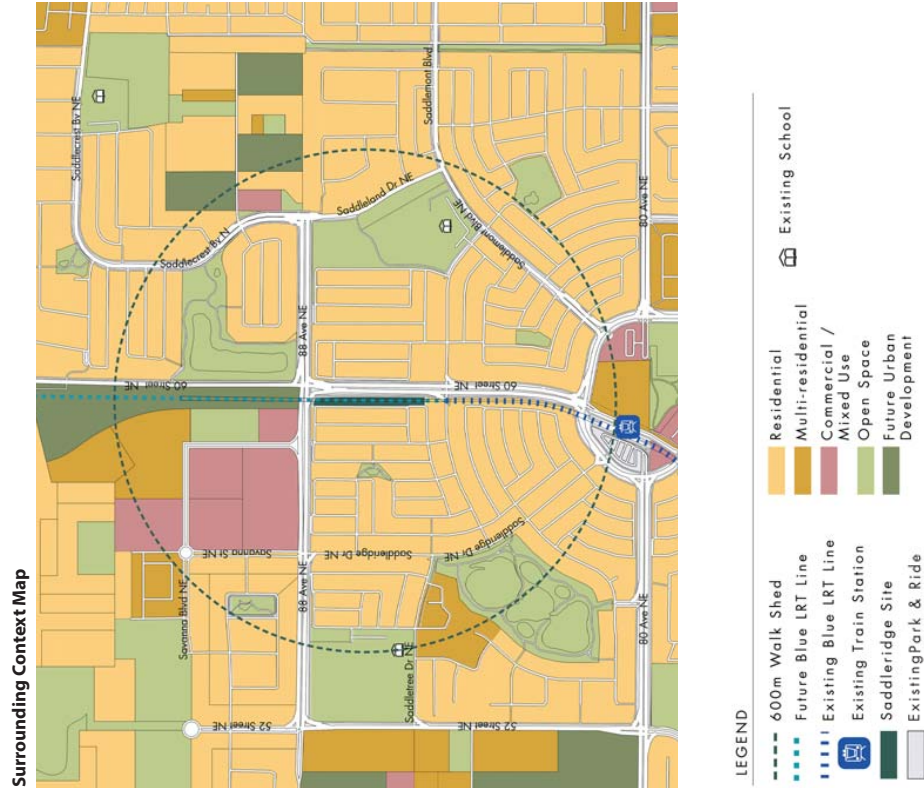 Surrounding Context Map
Saddlecrest Bv NE
Saddlemont Blvd
Saddleland Dr NE
Saddlecrest Bv N
Saddlemont Blvd NE
80 Ave NE
88 Ave NE
60 Street NE
60 Street NE
Savanna St NE
Saddleridge Dr NE
Saddleridge Dr NE
Savanna Blvd NE
88 Ave NE
80 Ave NE
Saddletree Dr NE
52 Street NE
52 Street NE
LEGEND
600m Walk Shed
Future Blue LRT Line
Existing Blue LRT Line
Existing Train Station
Saddleridge Site
ExistingPark & Ride
Residential
Multi-residential
Commercial /
Mixed Use
Open Space
Future Urban
Development
Existing School